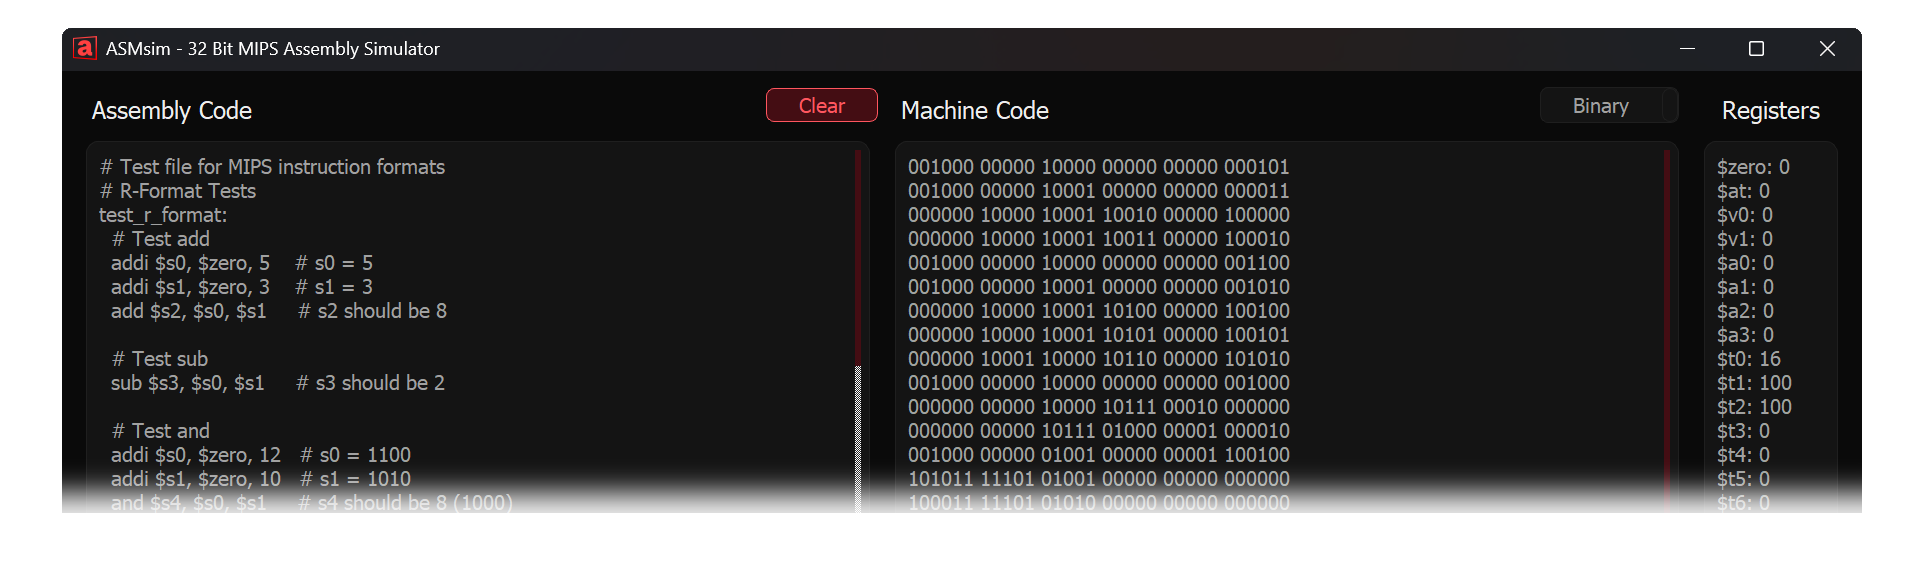 ASMsim - 32 Bit MIPS Assembly Simulator
Assembly Code
Clear
# Test file for MIPS instruction formats
# R-Format Tests
test_r_format:
# Test add
addi $s0, $zero, 5 # s0 = 5
addi $s1, $zero, 3 # s1 = 3
add $s2, $s0, $s1 # s2 should be 8
# Test sub
sub $s3, $s0, $s1 # s3 should be 2
# Test and
addi $s0, $zero, 12 # s0 = 1100
addi $s1, $zero, 10 # s1 = 1010
and $s4, $s0, $s1 # s4 should be 8 (1000)
Machine Code
Binary
001000 00000 10000 00000 00000 000101
001000 00000 10001 00000 00000 000011
000000 10000 10001 10010 00000 100000
000000 10000 10001 10011 00000 100010
001000 00000 10000 00000 00000 001100
001000 00000 10001 00000 00000 001010
000000 10000 10001 10100 00000 100100
000000 10000 10001 10101 00000 100101
000000 10001 10000 10110 00000 101010
001000 00000 10000 00000 00000 001000
000000 00000 10000 10111 00010 000000
000000 00000 10111 01000 00001 000010
001000 00000 01001 00000 00001 100100
101011 11101 01001 00000 00000 000000
100011 11101 01010 00000 00000 000000
Registers
$zero: 0
$at: 0
$v0: 0
$v1: 0
$a0: 0
$a1: 0
$a2: 0
$a3: 0
$t0: 16
$t1: 100
$t2: 100
$t3: 0
$t4: 0
$t5: 0
$t6: 0